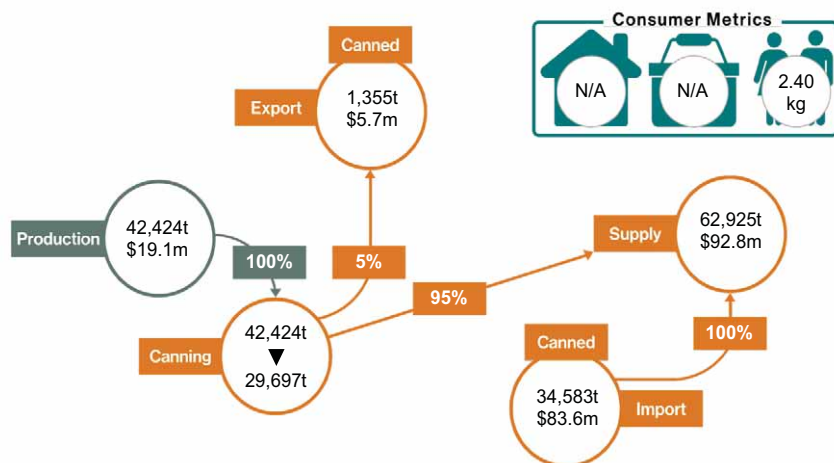 Consumer Metrics
N/A
N/A
2.40
kg
Canned
Export
1,355t
$5.7m
Production
42,424t
$19.1m
100%
5%
95%
Supply
62,925t
$92.8m
Canning
42,424t
▼
29,697t
100%
Canned
34,583t
$83.6m
Import